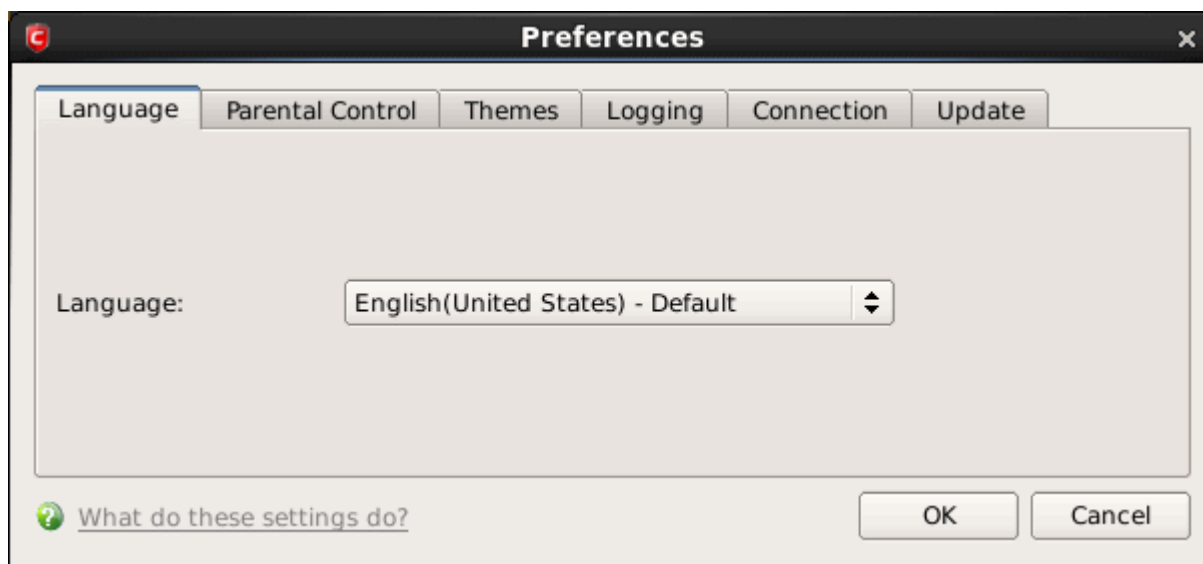 Preferences
Language Parental Control Themes Logging Connection Update
Language: English(United States) - Default
What do these settings do? OK Cancel